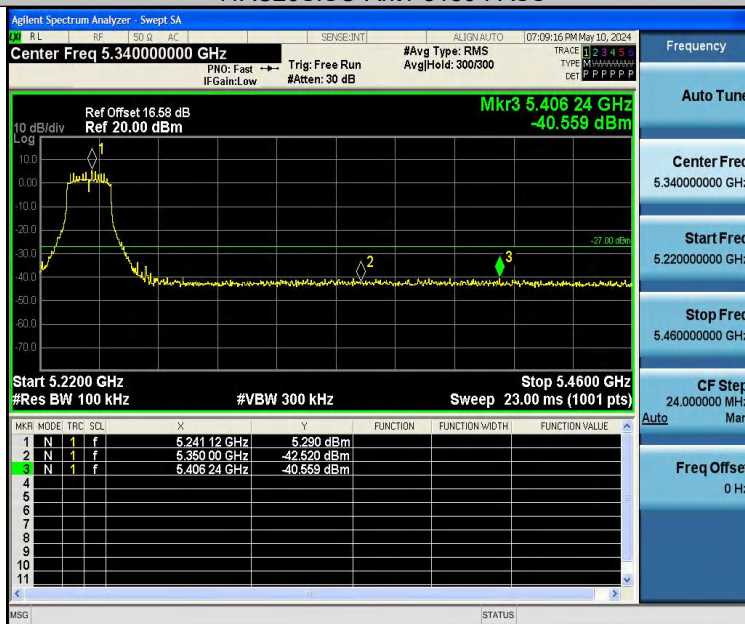 Agilent Spectrum Analyzer - Swept SA
LXI RL RF 50 Ω AC SENSE:INT ALIGN AUTO 07:09:16 PM May 10, 2024
Center Freq 5.340000000 GHz
PNO: Fast
IFGain:Low
Trig: Free Run
#Atten: 30 dB
#Avg Type: RMS
Avg|Hold: 300/300
TRACE 1 2 3 4 5 6
TYPE M
DET P P P P P P
Ref Offset 16.58 dB
10 dB/div Ref 20.00 dBm
Log
Mkr3 5.406 24 GHz
-40.559 dBm
10.0
0.00
-10.0
-20.0
-30.0
-40.0
-50.0
-60.0
-70.0
1
2
3
-27.00 dBm
Start 5.2200 GHz Stop 5.4600 GHz
#Res BW 100 kHz #VBW 300 kHz Sweep 23.00 ms (1001 pts)
MKR MODE TRC SCL X Y FUNCTION FUNCTION WIDTH FUNCTION VALUE
1 N 1 f 5.241 12 GHz 5.290 dBm
2 N 1 f 5.350 00 GHz -42.520 dBm
3 N 1 f 5.406 24 GHz -40.559 dBm
4
5
6
7
8
9
10
11
MSG STATUS
Frequency
Auto Tune
Center Freq
5.340000000 GHz
Start Freq
5.220000000 GHz
Stop Freq
5.460000000 GHz
CF Step
24.000000 MHz
Auto Man
Freq Offset
0 Hz